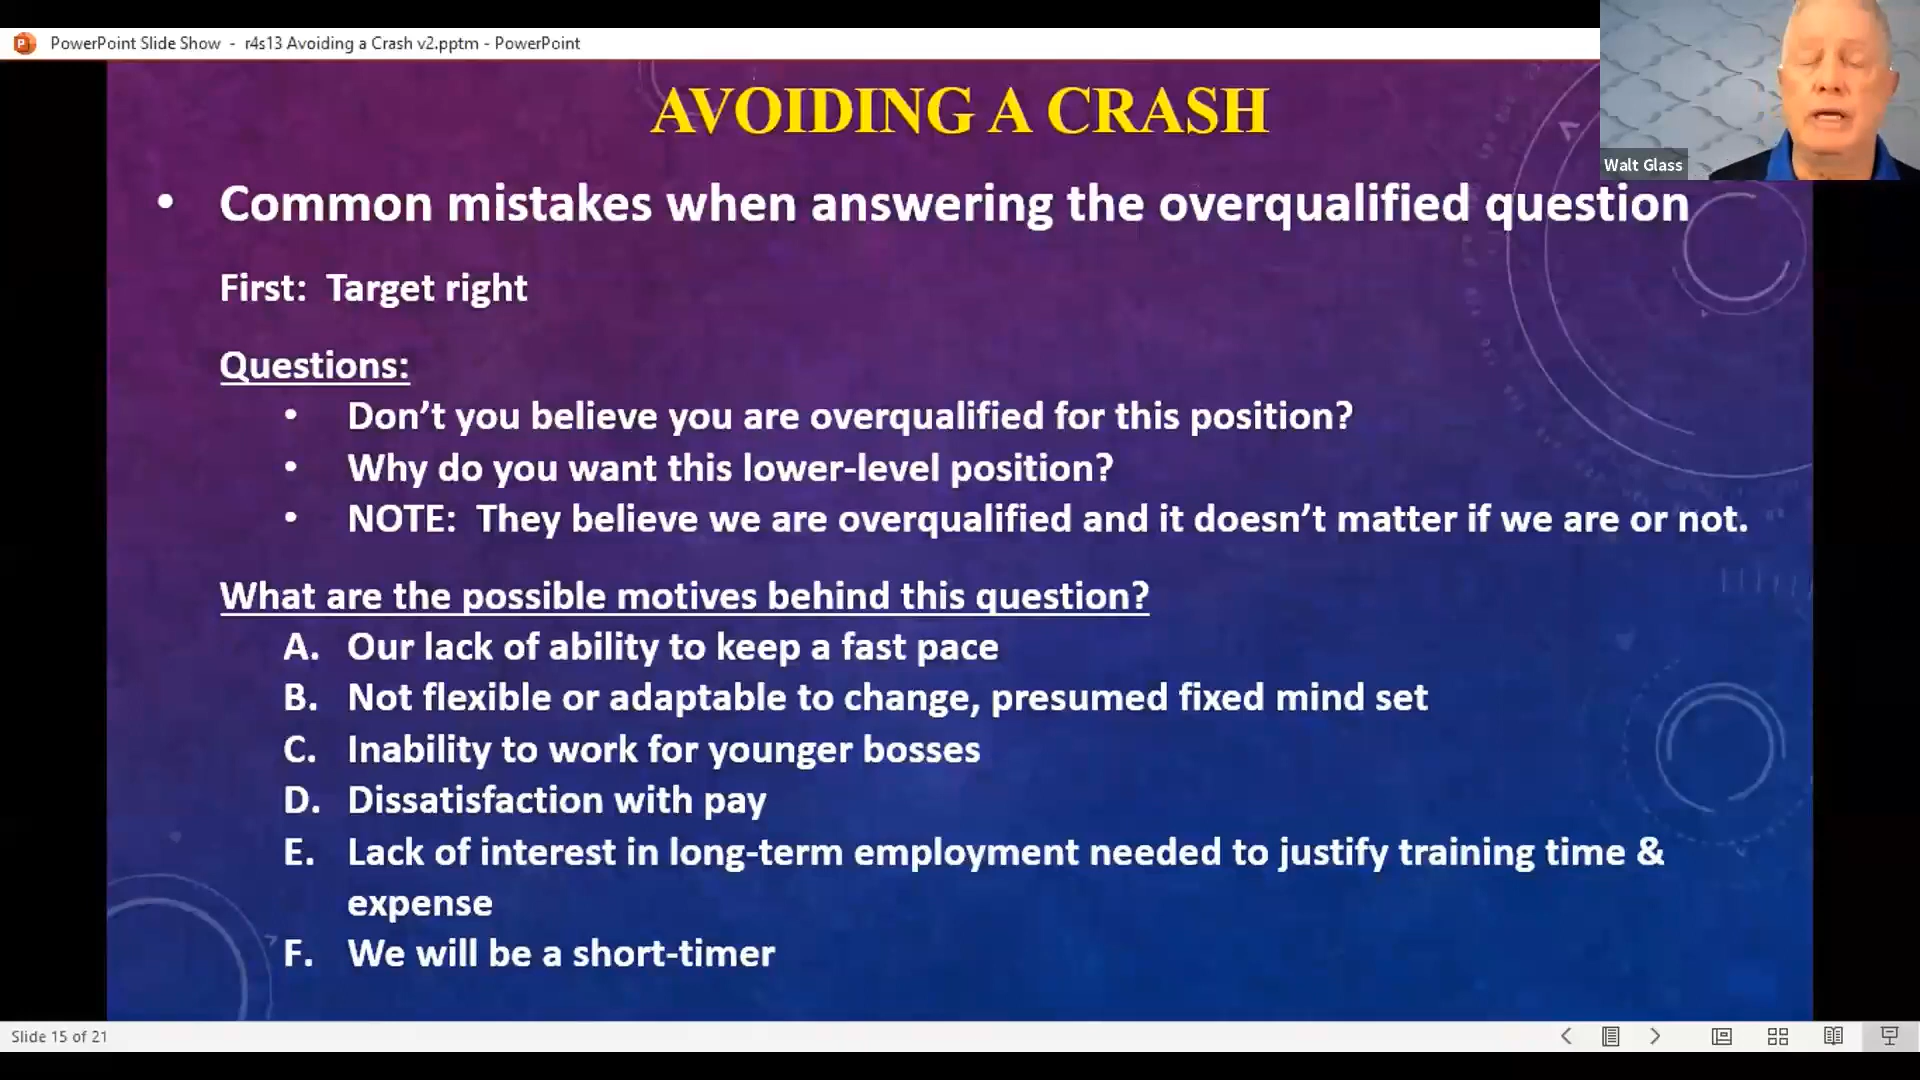 PowerPoint Slide Show - r4s13 Avoiding a Crash v2.pptm - PowerPoint
Walt Glass
AVOIDING A CRASH
• Common mistakes when answering the overqualified question
First: Target right
Questions:
• Don't you believe you are overqualified for this position?
• Why do you want this lower-level position?
• NOTE: They believe we are overqualified and it doesn't matter if we are or not.
What are the possible motives behind this question?
A. Our lack of ability to keep a fast pace
B. Not flexible or adaptable to change, presumed fixed mind set
C. Inability to work for younger bosses
D. Dissatisfaction with pay
E. Lack of interest in long-term employment needed to justify training time &
expense
F. We will be a short-timer
Slide 15 of 21